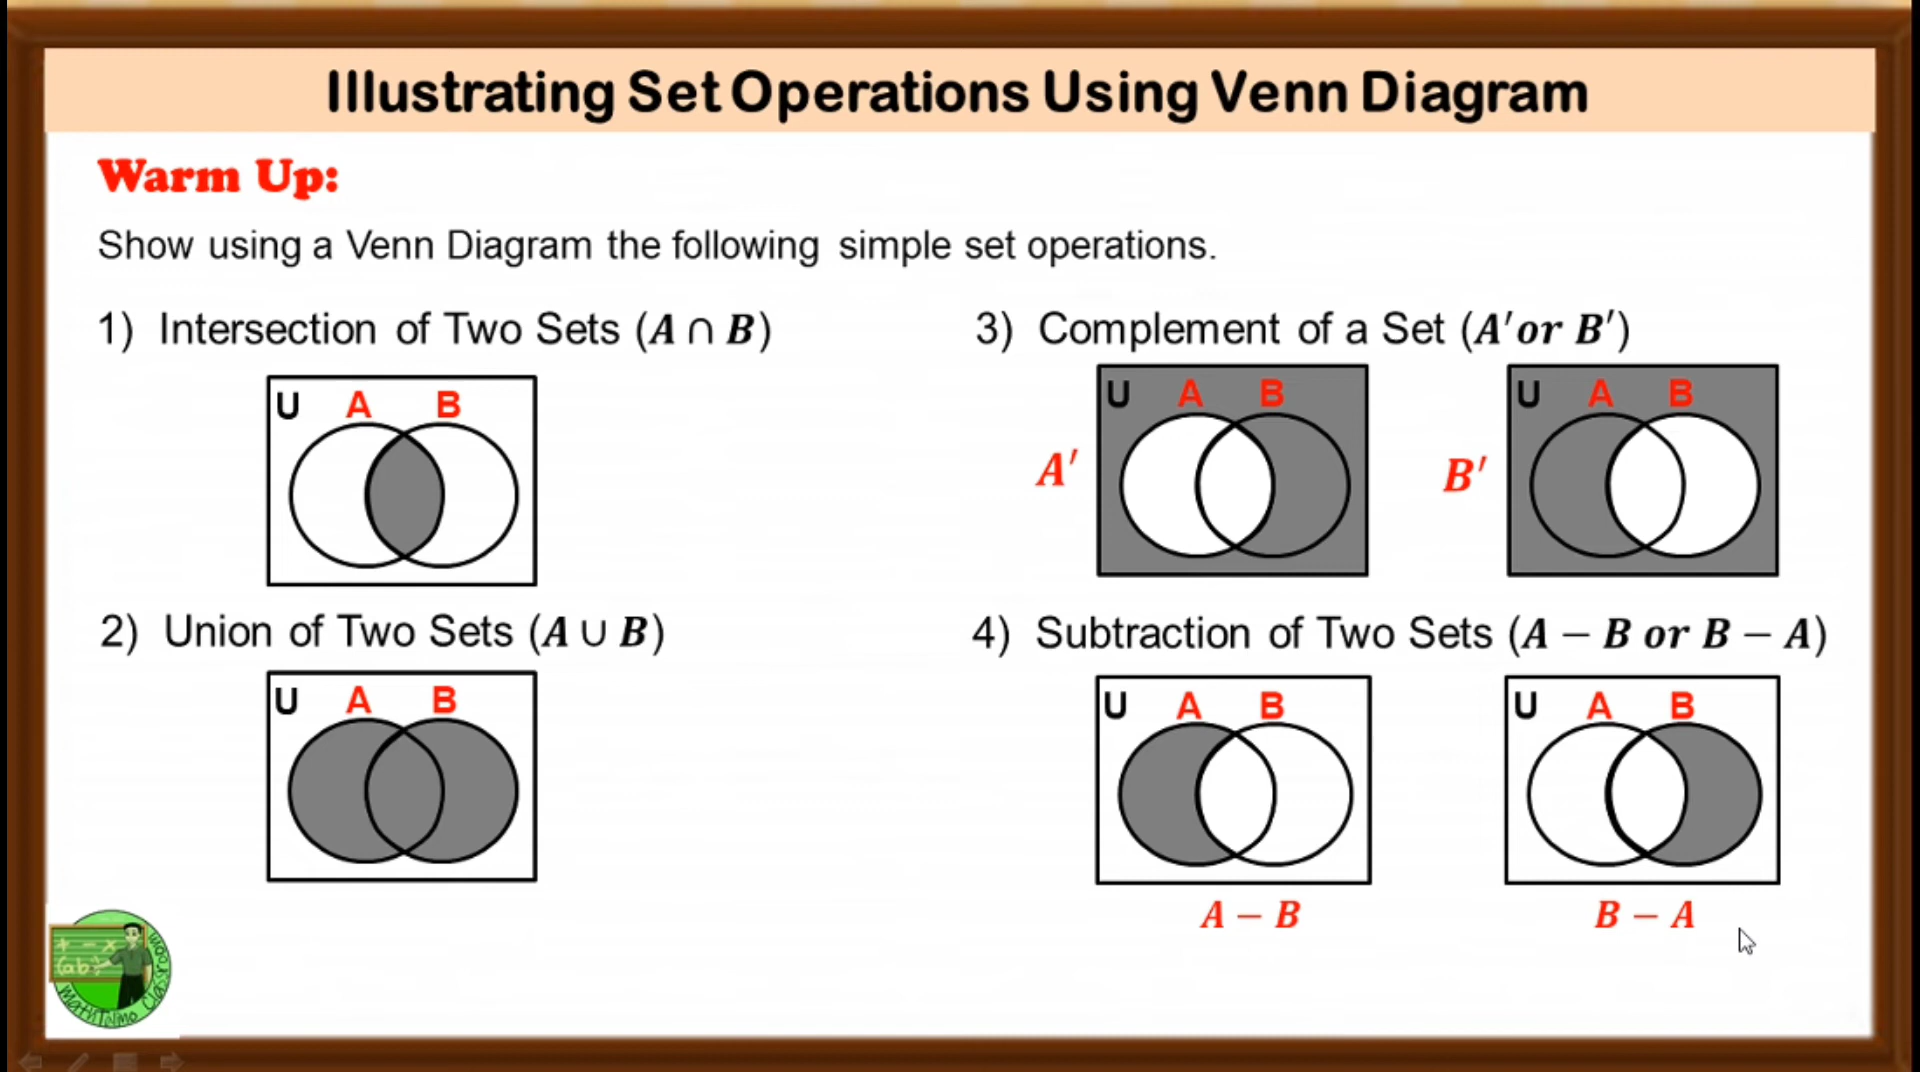 Illustrating Set Operations Using Venn Diagram
Warm Up:
Show using a Venn Diagram the following simple set operations.
1) Intersection of Two Sets (A ∩ B)
U A B
2) Union of Two Sets (A ∪ B)
U A B
3) Complement of a Set (A′or B′)
A′
U A B
B′
U A B
4) Subtraction of Two Sets (A − B or B − A)
U A B
A − B
U A B
B − A
+ − x
(ab)
Classroom